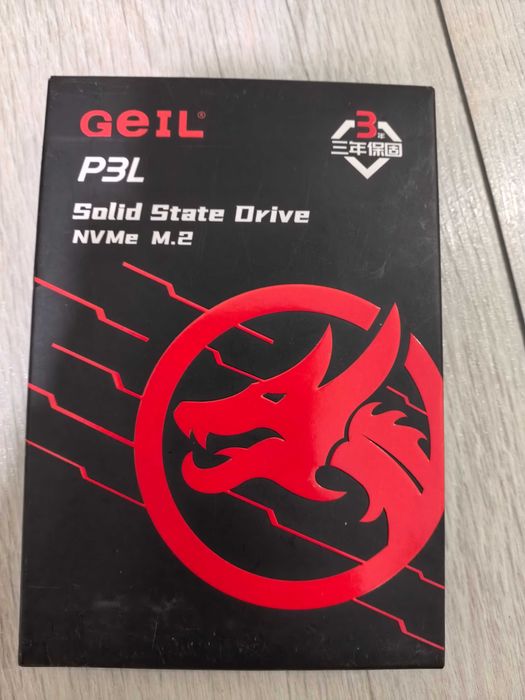 GeIL®
P3L
Solid State Drive
NVMe M.2
3年
三年保固